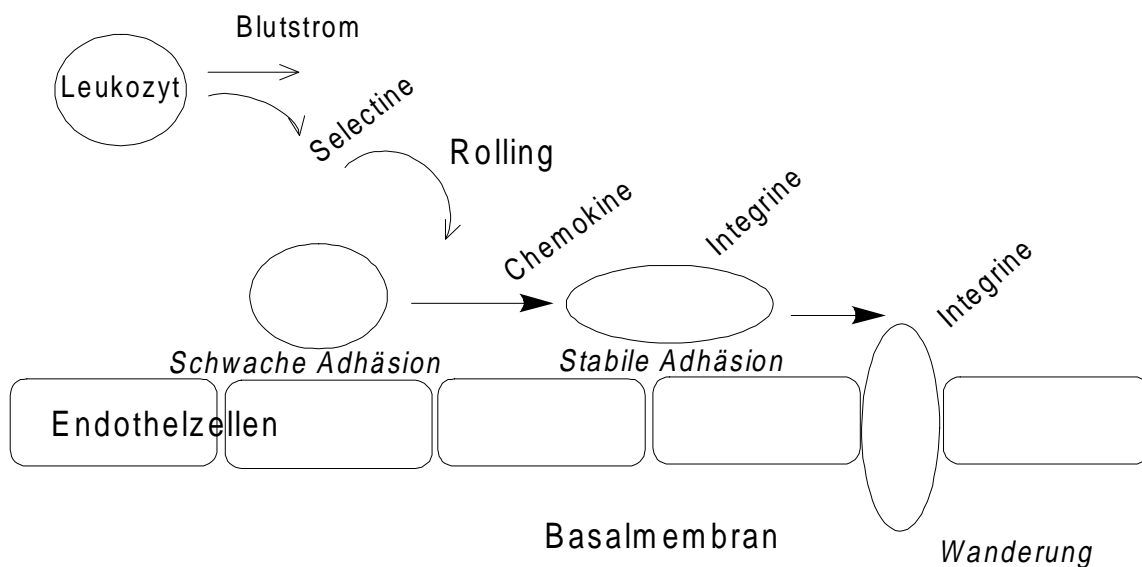 Blutstrom
Leukozyt
Selectine
Rolling
Chemokine
Integrine
Integrine
Schwache Adhäsion
Stabile Adhäsion
Endothelzellen
Basalmembran
Wanderung